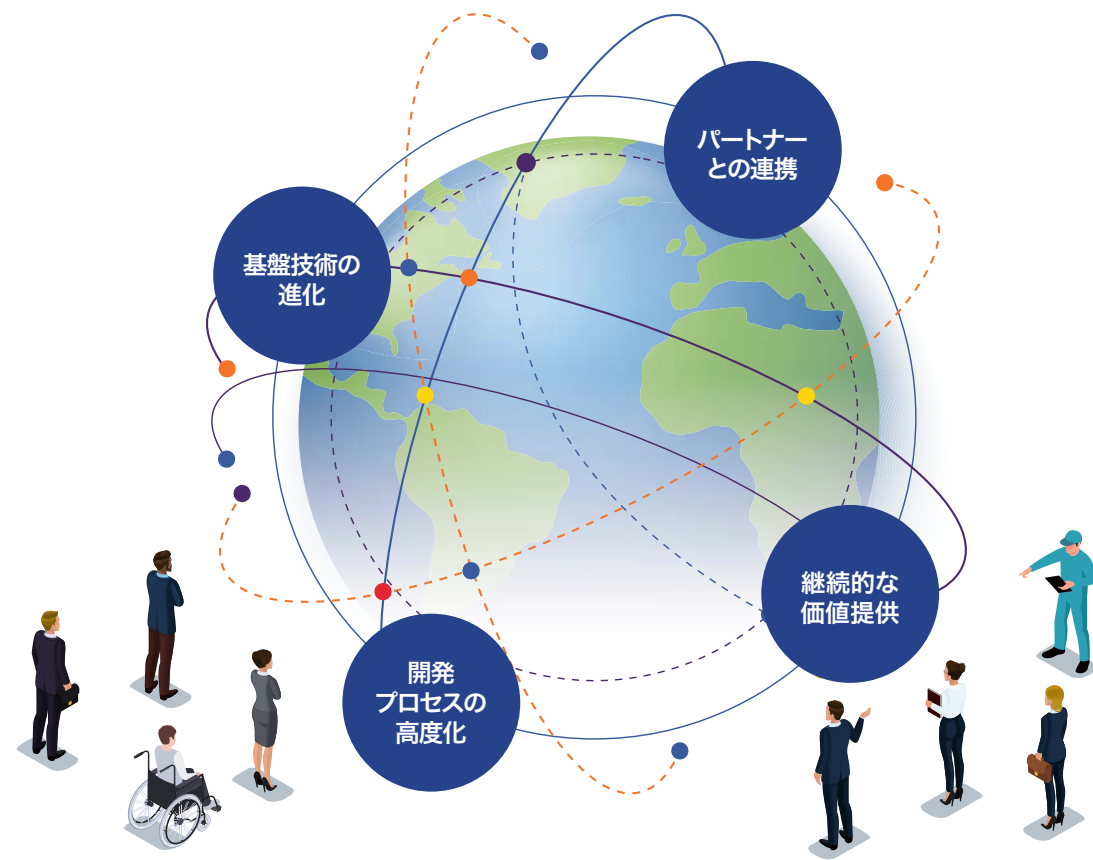 パートナー
との連携
基盤技術の
進化
継続的な
価値提供
開発
プロセスの
高度化